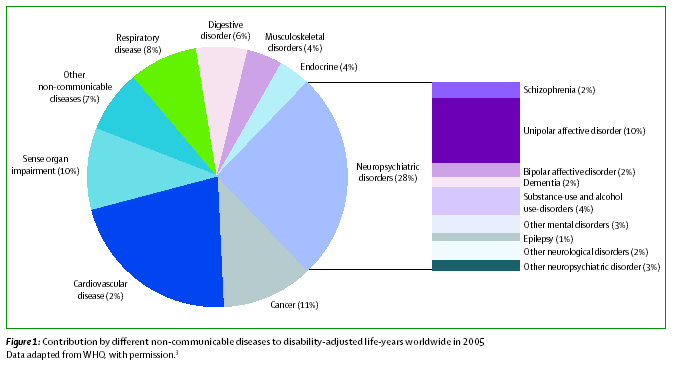 Digestive
disorder (6%)
Musculoskeletal
disorders (4%)
Respiratory
disease (8%)
Endocrine (4%)
Other
non-communicable
diseases (7%)
Schizophrenia (2%)
Unipolar affective disorder (10%)
Sense organ
impairment (10%)
Neuropsychiatric
disorders (28%)
Bipolar affective disorder (2%)
Dementia (2%)
Substance-use and alcohol
use-disorders (4%)
Other mental disorders (3%)
Epilepsy (1%)
Other neurological disorders (2%)
Other neuropsychiatric disorder (3%)
Cardiovascular
disease (2%)
Cancer (11%)
Figure 1: Contribution by different non-communicable diseases to disability-adjusted life-years worldwide in 2005
Data adapted from WHO, with permission.3